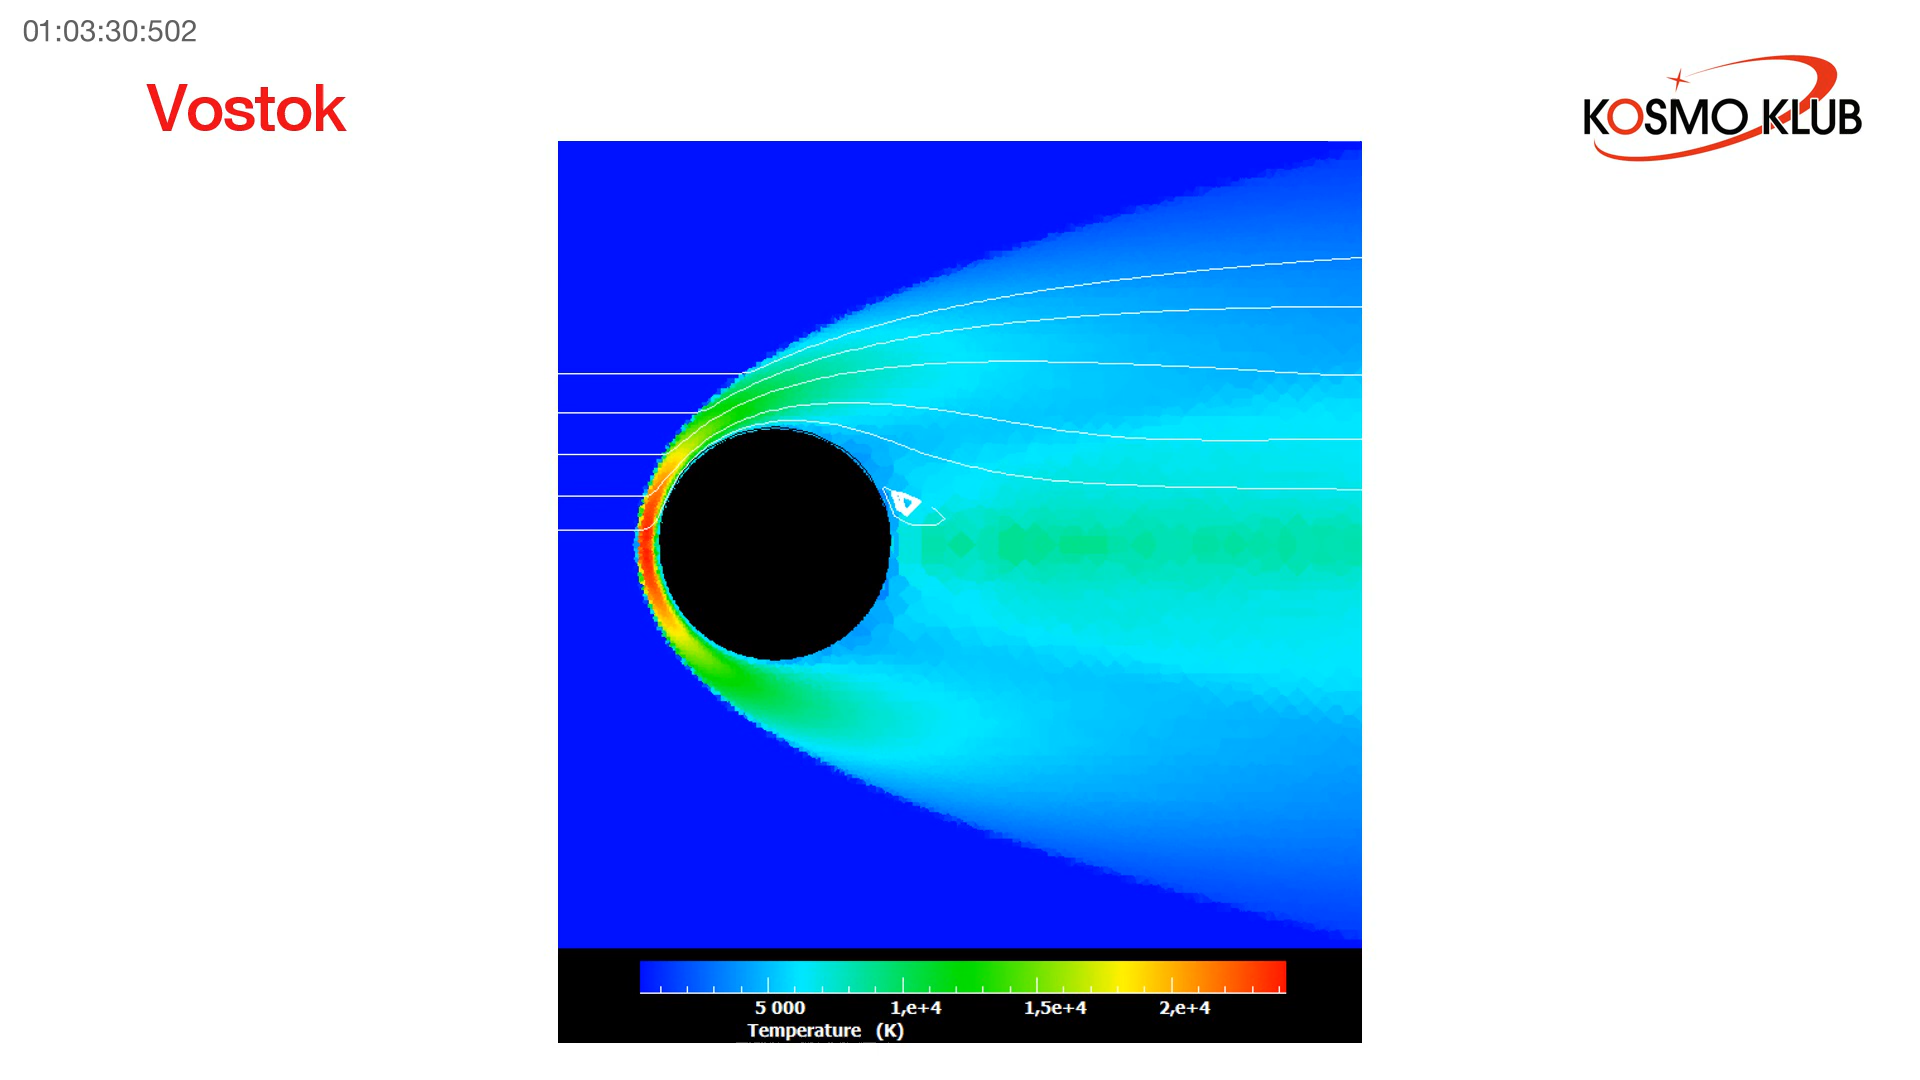 01:03:30:502
Vostok
KOSMO KLUB
5 000 1,e+4 1,5e+4 2,e+4
Temperature (K)